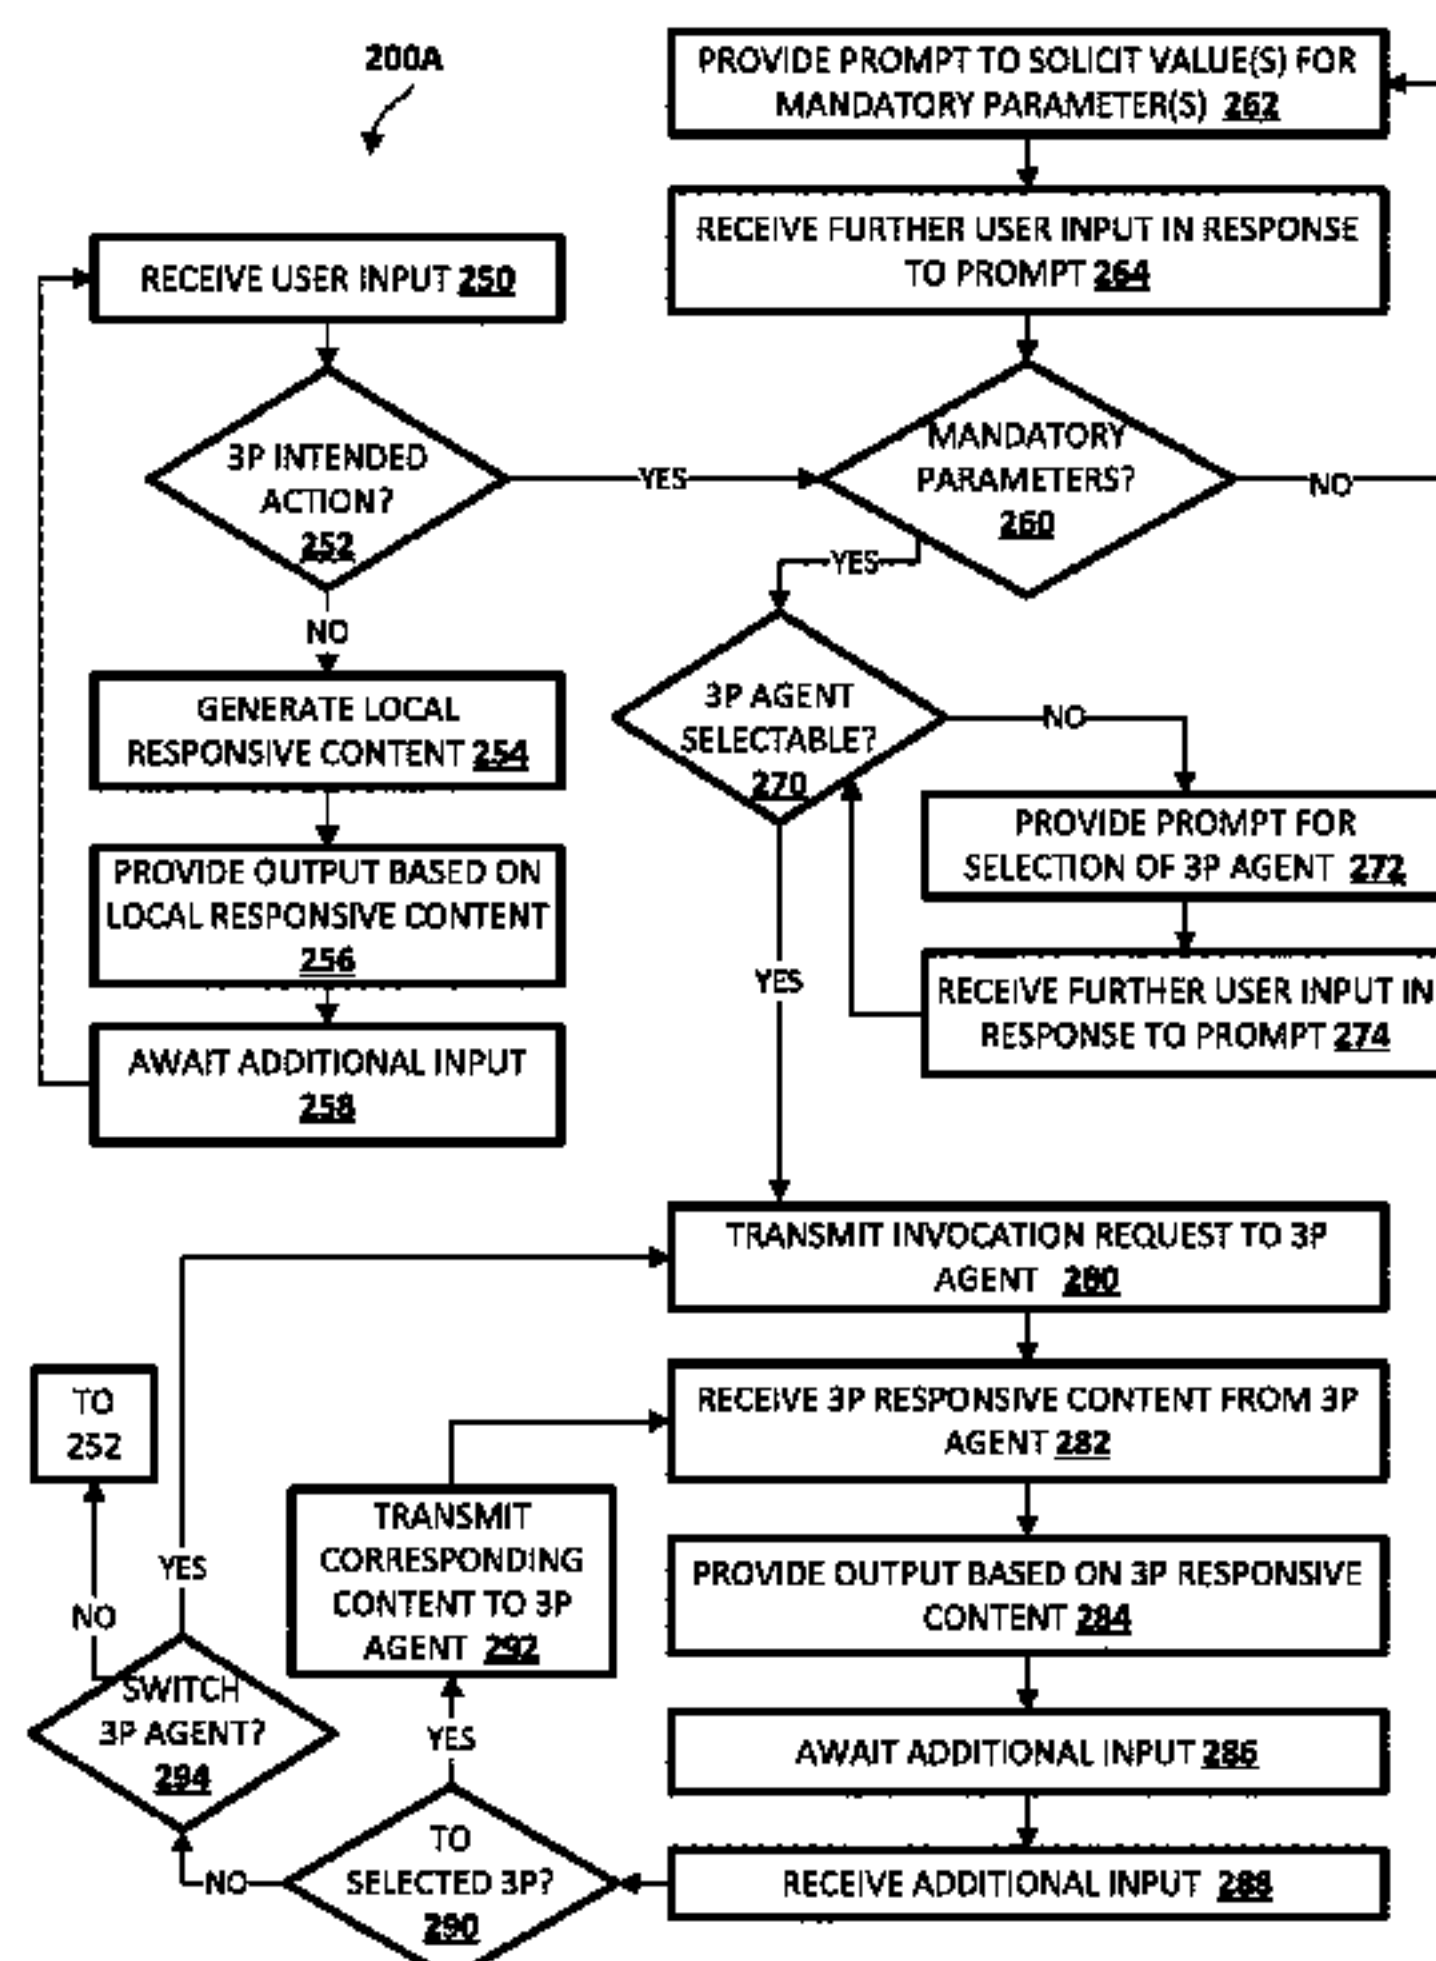 200A
PROVIDE PROMPT TO SOLICIT VALUE(S) FOR
MANDATORY PARAMETER(S) 262
RECEIVE FURTHER USER INPUT IN RESPONSE
TO PROMPT 264
RECEIVE USER INPUT 250
3P INTENDED
ACTION?
252
YES
MANDATORY
PARAMETERS?
260
NO
YES
NO
GENERATE LOCAL
RESPONSIVE CONTENT 254
3P AGENT
SELECTABLE?
270
NO
PROVIDE PROMPT FOR
SELECTION OF 3P AGENT 272
PROVIDE OUTPUT BASED ON
LOCAL RESPONSIVE CONTENT
256
YES
RECEIVE FURTHER USER INPUT IN
RESPONSE TO PROMPT 274
AWAIT ADDITIONAL INPUT
258
TRANSMIT INVOCATION REQUEST TO 3P
AGENT 280
RECEIVE 3P RESPONSIVE CONTENT FROM 3P
AGENT 282
TO
252
TRANSMIT
CORRESPONDING
CONTENT TO 3P
AGENT 292
YES
NO
PROVIDE OUTPUT BASED ON 3P RESPONSIVE
CONTENT 284
SWITCH
3P AGENT?
294
YES
AWAIT ADDITIONAL INPUT 286
TO
SELECTED 3P?
290
NO
RECEIVE ADDITIONAL INPUT 288